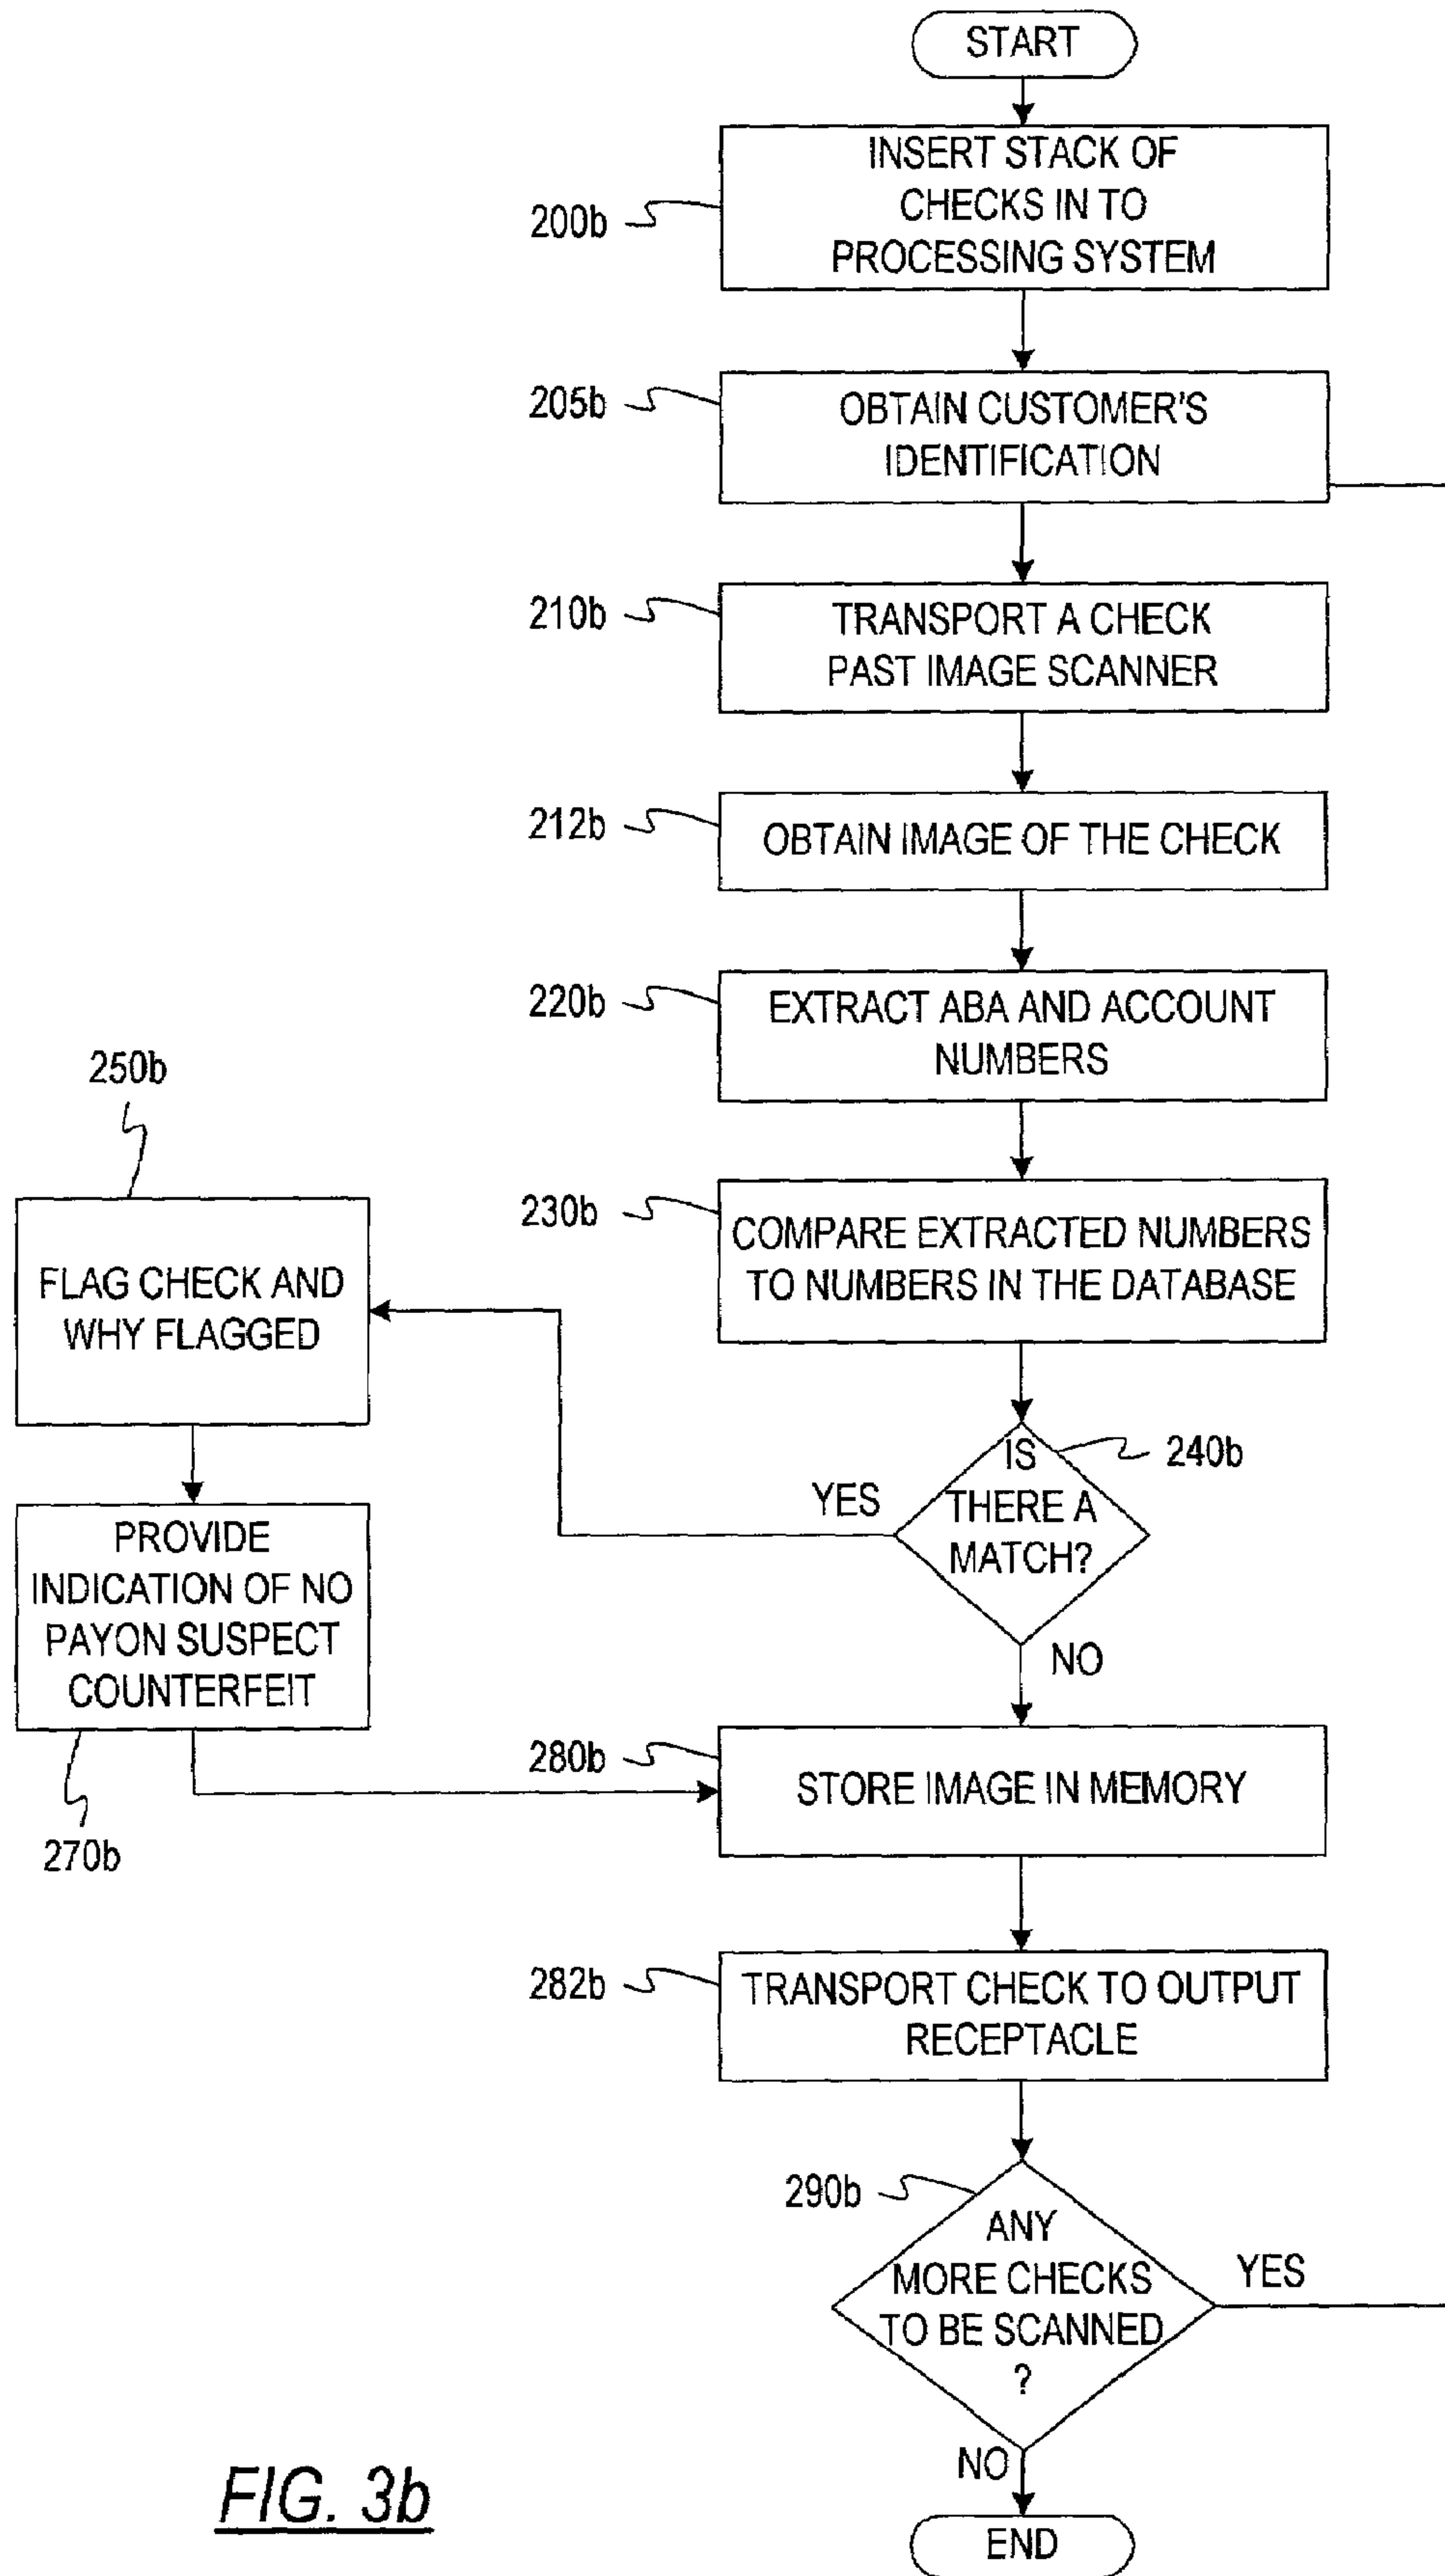 START
INSERT STACK OF
CHECKS IN TO
PROCESSING SYSTEM
200b
OBTAIN CUSTOMER'S
IDENTIFICATION
205b
TRANSPORT A CHECK
PAST IMAGE SCANNER
210b
OBTAIN IMAGE OF THE CHECK
212b
EXTRACT ABA AND ACCOUNT
NUMBERS
220b
COMPARE EXTRACTED NUMBERS
TO NUMBERS IN THE DATABASE
230b
IS
THERE A
MATCH?
240b
YES
NO
250b
FLAG CHECK AND
WHY FLAGGED
PROVIDE
INDICATION OF NO
PAYON SUSPECT
COUNTERFEIT
270b
280b
STORE IMAGE IN MEMORY
282b
TRANSPORT CHECK TO OUTPUT
RECEPTACLE
290b
ANY
MORE CHECKS
TO BE SCANNED
?
YES
NO
END
FIG. 3b